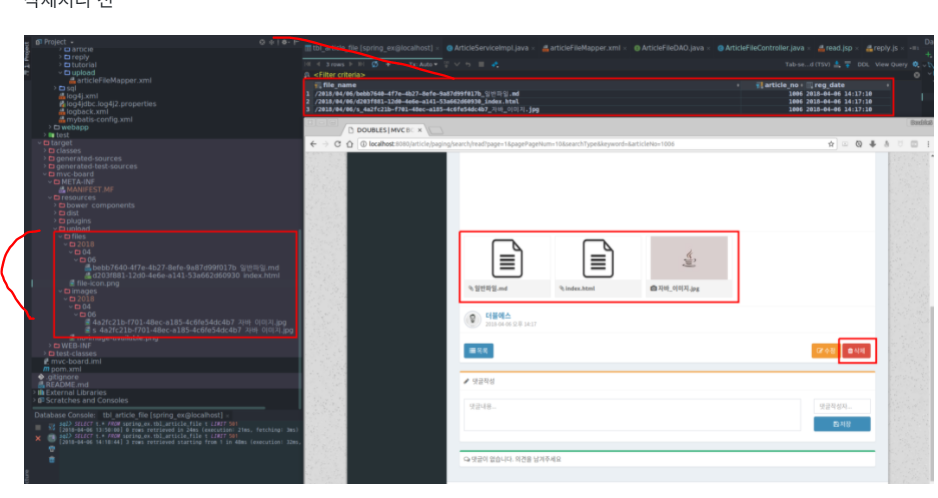 Project
article
reply
tutorial
upload
articleFileMapper.xml
sql
log4j.xml
log4jdbc.log4j2.properties
logback.xml
mybatis-config.xml
webapp
test
target
classes
generated-sources
generated-test-sources
mvc-board
META-INF
MANIFEST.MF
resources
bower_components
dist
plugins
upload
files
2018
04
06
bebb7640-4f7e-4b27-8efe-9a87d99f017b_일반파일.md
d203f881-12d0-4e6e-a141-53a662d60930_index.html
file-icon.png
images
2018
04
06
4a2fc21b-f701-48ec-a185-4c6fe54dc4b7_자바_이미지.jpg
s_4a2fc21b-f701-48ec-a185-4c6fe54dc4b7_자바_이미지.jpg
no-image-available.png
WEB-INF
test-classes
mvc-board.iml
pom.xml
.gitignore
README.md
External Libraries
Scratches and Consoles
Database Console: tbl_article_file [spring_ex@localhost]
tbl_article_file [spring_ex@localhost]
ArticleServiceImpl.java
articleFileMapper.xml
ArticleFileDAO.java
ArticleFileController.java
read.jsp
reply.js
3 rows
Tx: Auto
DDL
View Query
<Filter criteria>
file_name
article_no
reg_date
1 /2018/04/06/bebb7640-4f7e-4b27-8efe-9a87d99f017b_일반파일.md 1006 2018-04-06 14:17:10
2 /2018/04/06/d203f881-12d0-4e6e-a141-53a662d60930_index.html 1006 2018-04-06 14:17:10
3 /2018/04/06/s_4a2fc21b-f701-48ec-a185-4c6fe54dc4b7_자바_이미지.jpg 1006 2018-04-06 14:17:10
DOUBLES | MVC B
localhost:8080/article/paging/search/read?page=1&perPageNum=10&searchType&keyword=&articleNo=1006
일반파일.md
index.html
자바_이미지.jpg
더블에스
목록
수정
삭제
댓글작성
댓글내용...
댓글작성자...
저장
댓글이 없습니다. 의견을 남겨주세요